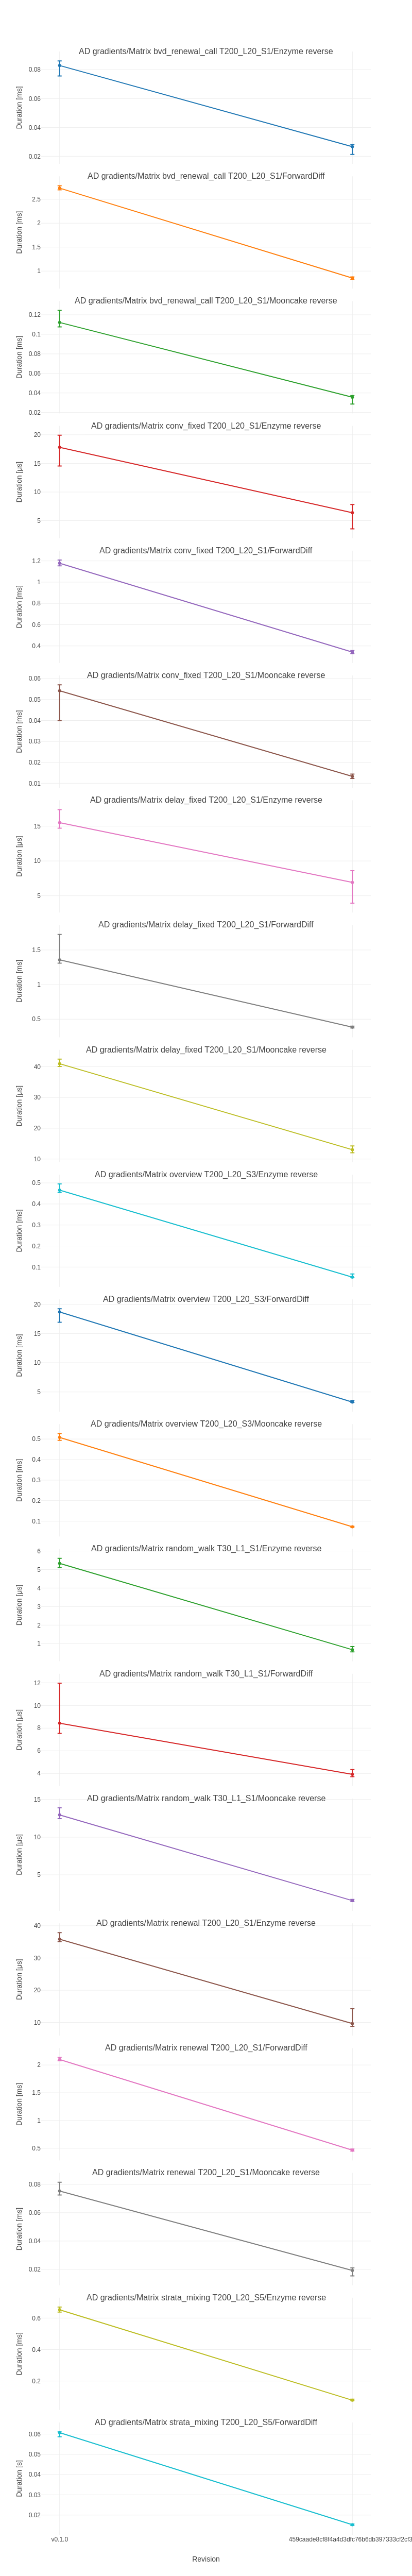 AD gradients/Matrix bvd_renewal_call T200_L20_S1/Enzyme reverse
Duration [ms]
0.08
0.06
0.04
0.02
AD gradients/Matrix bvd_renewal_call T200_L20_S1/ForwardDiff
Duration [ms]
2.5
2
1.5
1
AD gradients/Matrix bvd_renewal_call T200_L20_S1/Mooncake reverse
Duration [ms]
0.12
0.1
0.08
0.06
0.04
0.02
AD gradients/Matrix conv_fixed T200_L20_S1/Enzyme reverse
Duration [µs]
20
15
10
5
AD gradients/Matrix conv_fixed T200_L20_S1/ForwardDiff
Duration [ms]
1.2
1
0.8
0.6
0.4
AD gradients/Matrix conv_fixed T200_L20_S1/Mooncake reverse
Duration [ms]
0.06
0.05
0.04
0.03
0.02
0.01
AD gradients/Matrix delay_fixed T200_L20_S1/Enzyme reverse
Duration [µs]
15
10
5
AD gradients/Matrix delay_fixed T200_L20_S1/ForwardDiff
Duration [ms]
1.5
1
0.5
AD gradients/Matrix delay_fixed T200_L20_S1/Mooncake reverse
Duration [µs]
40
30
20
10
AD gradients/Matrix overview T200_L20_S3/Enzyme reverse
Duration [ms]
0.5
0.4
0.3
0.2
0.1
AD gradients/Matrix overview T200_L20_S3/ForwardDiff
Duration [ms]
20
15
10
5
AD gradients/Matrix overview T200_L20_S3/Mooncake reverse
Duration [ms]
0.5
0.4
0.3
0.2
0.1
AD gradients/Matrix random_walk T30_L1_S1/Enzyme reverse
Duration [µs]
6
5
4
3
2
1
AD gradients/Matrix random_walk T30_L1_S1/ForwardDiff
Duration [µs]
12
10
8
6
4
AD gradients/Matrix random_walk T30_L1_S1/Mooncake reverse
Duration [µs]
15
10
5
AD gradients/Matrix renewal T200_L20_S1/Enzyme reverse
Duration [µs]
40
30
20
10
AD gradients/Matrix renewal T200_L20_S1/ForwardDiff
Duration [ms]
2
1.5
1
0.5
AD gradients/Matrix renewal T200_L20_S1/Mooncake reverse
Duration [ms]
0.08
0.06
0.04
0.02
AD gradients/Matrix strata_mixing T200_L20_S5/Enzyme reverse
Duration [ms]
0.6
0.4
0.2
AD gradients/Matrix strata_mixing T200_L20_S5/ForwardDiff
Duration [s]
0.06
0.05
0.04
0.03
0.02
v0.1.0
459caade8cf8f4a4d3dfc76b6db397333cf2cf3
Revision